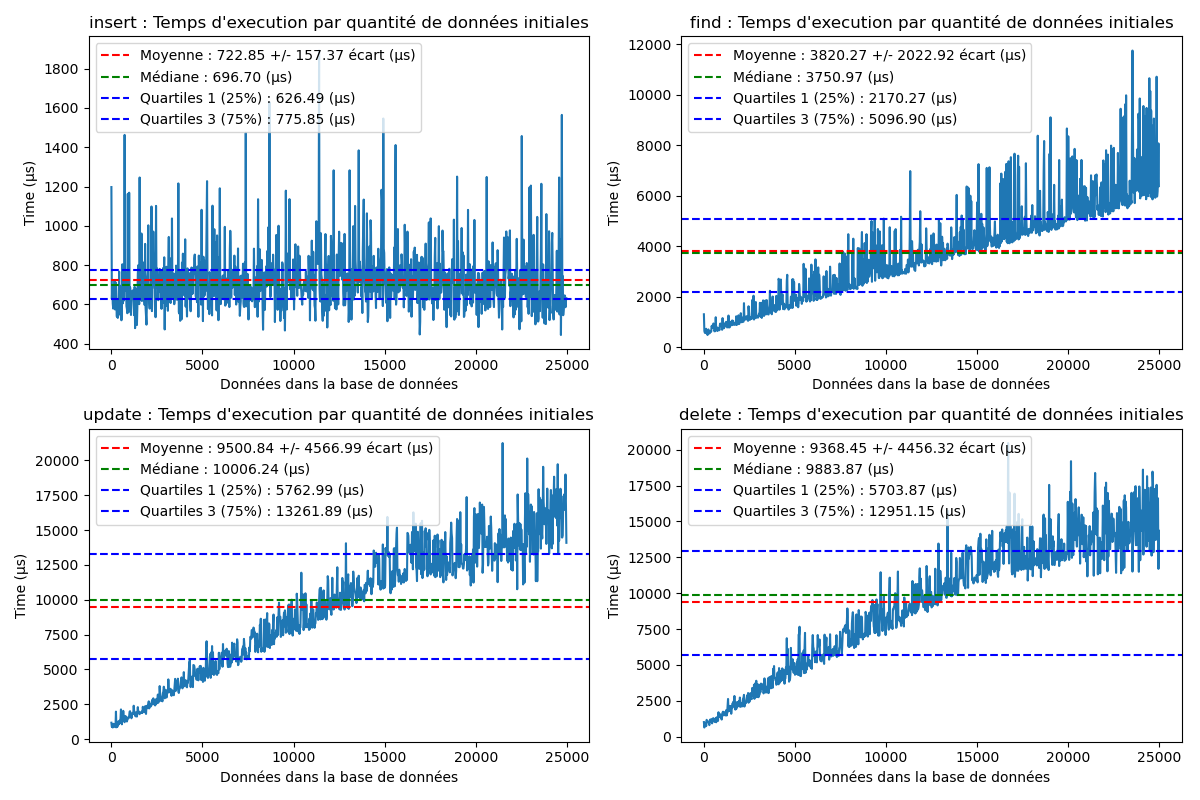 insert : Temps d'execution par quantité de données initiales
Moyenne : 722.85 +/- 157.37 écart (µs)
Médiane : 696.70 (µs)
Quartiles 1 (25%) : 626.49 (µs)
Quartiles 3 (75%) : 775.85 (µs)
Time (µs)
1800
1600
1400
1200
1000
800
600
400
0 5000 10000 15000 20000 25000
Données dans la base de données
find : Temps d'execution par quantité de données initiales
Moyenne : 3820.27 +/- 2022.92 écart (µs)
Médiane : 3750.97 (µs)
Quartiles 1 (25%) : 2170.27 (µs)
Quartiles 3 (75%) : 5096.90 (µs)
Time (µs)
12000
10000
8000
6000
4000
2000
0
0 5000 10000 15000 20000 25000
Données dans la base de données
update : Temps d'execution par quantité de données initiales
Moyenne : 9500.84 +/- 4566.99 écart (µs)
Médiane : 10006.24 (µs)
Quartiles 1 (25%) : 5762.99 (µs)
Quartiles 3 (75%) : 13261.89 (µs)
Time (µs)
20000
17500
15000
12500
10000
7500
5000
2500
0
0 5000 10000 15000 20000 25000
Données dans la base de données
delete : Temps d'execution par quantité de données initiales
Moyenne : 9368.45 +/- 4456.32 écart (µs)
Médiane : 9883.87 (µs)
Quartiles 1 (25%) : 5703.87 (µs)
Quartiles 3 (75%) : 12951.15 (µs)
Time (µs)
20000
17500
15000
12500
10000
7500
5000
2500
0
0 5000 10000 15000 20000 25000
Données dans la base de données